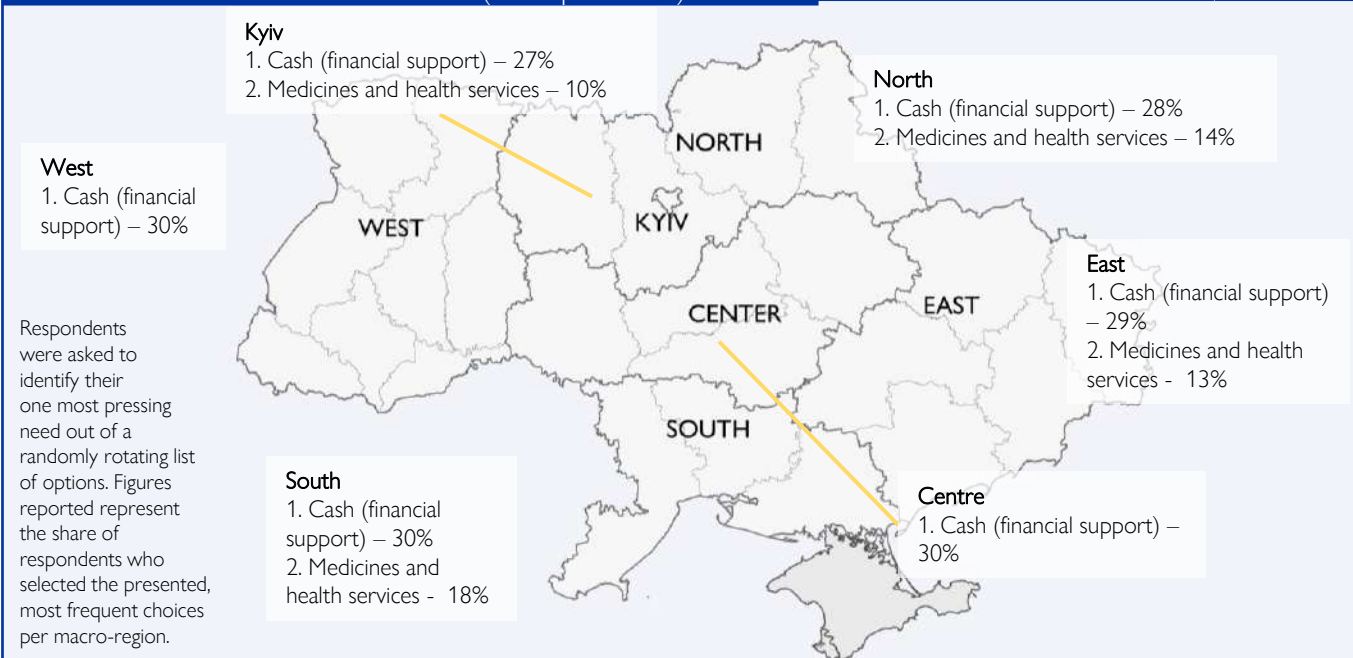 Kyiv
1. Cash (financial support) – 27%
2. Medicines and health services – 10%
North
1. Cash (financial support) – 28%
2. Medicines and health services – 14%
West
1. Cash (financial
support) – 30%
NORTH
WEST
KYIV
East
1. Cash (financial support)
– 29%
2. Medicines and health
services - 13%
CENTER
EAST
Respondents
were asked to
identify their
one most pressing
need out of a
randomly rotating list
of options. Figures
reported represent
the share of
respondents who
selected the presented,
most frequent choices
per macro-region.
SOUTH
South
1. Cash (financial
support) – 30%
2. Medicines and
health services - 18%
Centre
1. Cash (financial support) –
30%